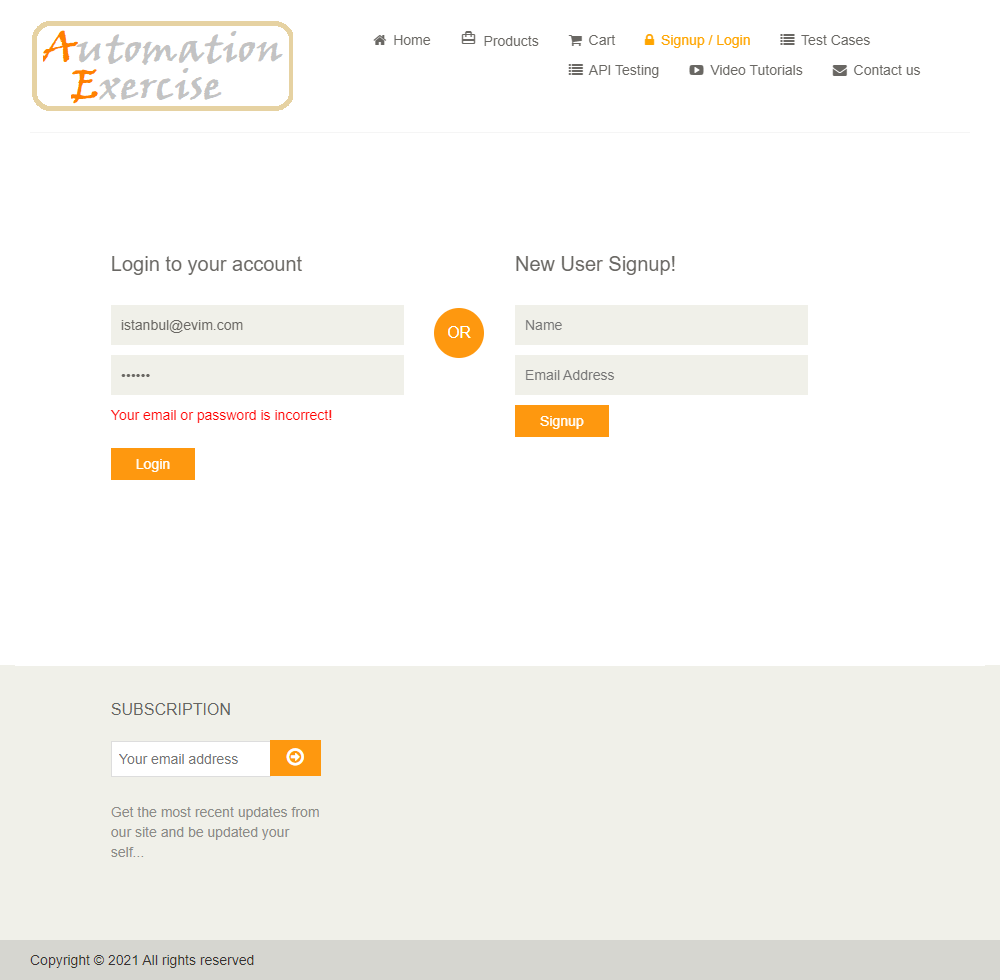 Automation
Exercise
Home
Products
Cart
Signup / Login
Test Cases
API Testing
Video Tutorials
Contact us
Login to your account
istanbul@evim.com
••••••
Your email or password is incorrect!
Login
OR
New User Signup!
Name
Email Address
Signup
SUBSCRIPTION
Your email address
Get the most recent updates from
our site and be updated your
self...
Copyright © 2021 All rights reserved